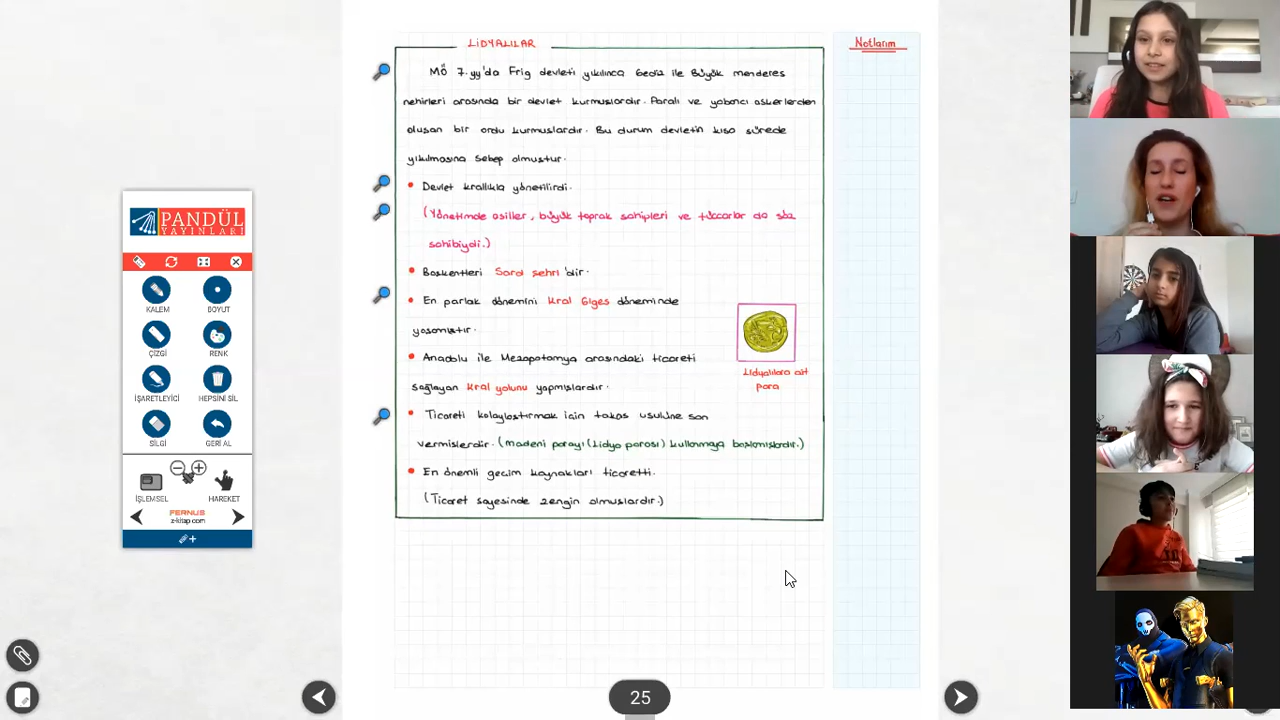 LİDYALILAR
Notlarım
MÖ 7.yy'da Frig devleti yıkılınca Gediz ile Büyük menderes
nehirleri arasında bir devlet kurmuslardır. Paralı ve yabancı askerlerden
oluşan bir ordu kurmuslardır. Bu durum devletin kısa sürede
yıkılmasına sebep olmuştur.
• Devlet krallıkla yönetilirdi.
(Yönetimde asiller, büyük toprak sahipleri ve tüccarlar da söz
sahibiydi.)
• Başkentleri Sard şehri'dir.
• En parlak dönemini Kral Giges döneminde
yaşamıştır.
• Anadolu ile Mezopotamya arasındaki ticareti
sağlayan Kral yolunu yapmışlardır.
• Ticareti kolaylaştırmak için takas usulüne son
vermişlerdir. (madeni parayı (Lidya parası) kullanmaya başlamışlardır.)
• En önemli geçim kaynakları ticaretti.
(Ticaret sayesinde zengin olmuslardır.)
Lidyalılara ait
para
PANDÜL
YAYINLARI
KALEM
BOYUT
ÇİZGİ
RENK
İŞARETLEYİCİ
HEPSİNİ SİL
SİLGİ
GERİ AL
İŞLEMSEL
HAREKET
FERNUS
z-kitap.com
25